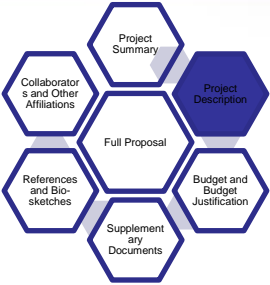 Project
Summary
Collaborator
s and Other
Affiliations
Project
Description
Full Proposal
References
and Bio-
sketches
Budget and
Budget
Justification
Supplement
ary
Documents